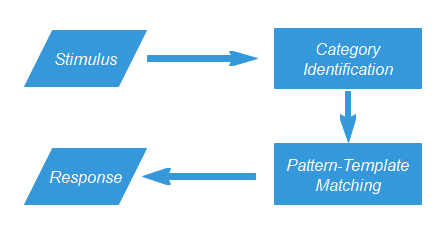 Stimulus
Category
Identification
Pattern-Template
Matching
Response